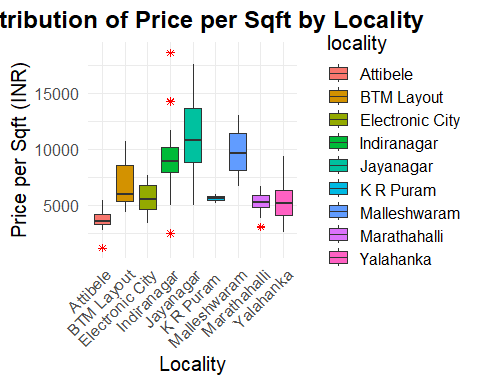 tribution of Price per Sqft by Locality
locality
Attibele
BTM Layout
Electronic City
Indiranagar
Jayanagar
K R Puram
Malleshwaram
Marathahalli
Yalahanka
Price per Sqft (INR)
15000
10000
5000
Attibele
BTM Layout
Electronic City
Indiranagar
Jayanagar
K R Puram
Malleshwaram
Marathahalli
Yalahanka
Locality